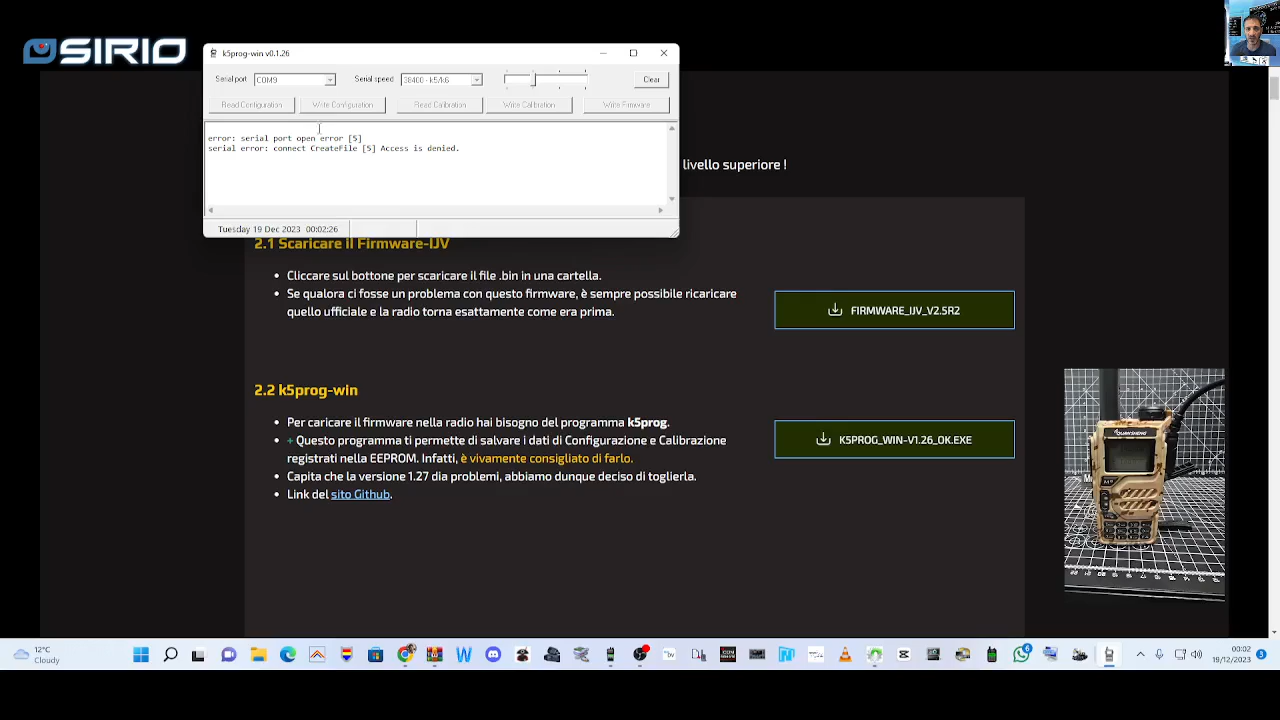 SIRIO
k5prog-win v0.1.26
Serial port COM9 Serial speed 38400 - k5/k6 Clear
Read Configuration Write Configuration Read Calibration Write Calibration Write Firmware
error: serial port open error [5]
serial error: connect CreateFile [5] Access is denied.
Tuesday 19 Dec 2023 00:02:26
livello superiore !
2.1 Scaricare il Firmware-IJV
• Cliccare sul bottone per scaricare il file .bin in una cartella.
• Se qualora ci fosse un problema con questo firmware, è sempre possibile ricaricare
quello ufficiale e la radio torna esattamente come era prima.
FIRMWARE_IJV_V2.5R2
2.2 k5prog-win
• Per caricare il firmware nella radio hai bisogno del programma k5prog.
• + Questo programma ti permette di salvare i dati di Configurazione e Calibrazione
registrati nella EEPROM. Infatti, è vivamente consigliato di farlo.
• Capita che la versione 1.27 dia problemi, abbiamo dunque deciso di toglierla.
• Link del sito Github.
K5PROG_WIN-V1.26_OK.EXE
QUANSHENG
12°C
Cloudy
6
00:02
19/12/2023
3